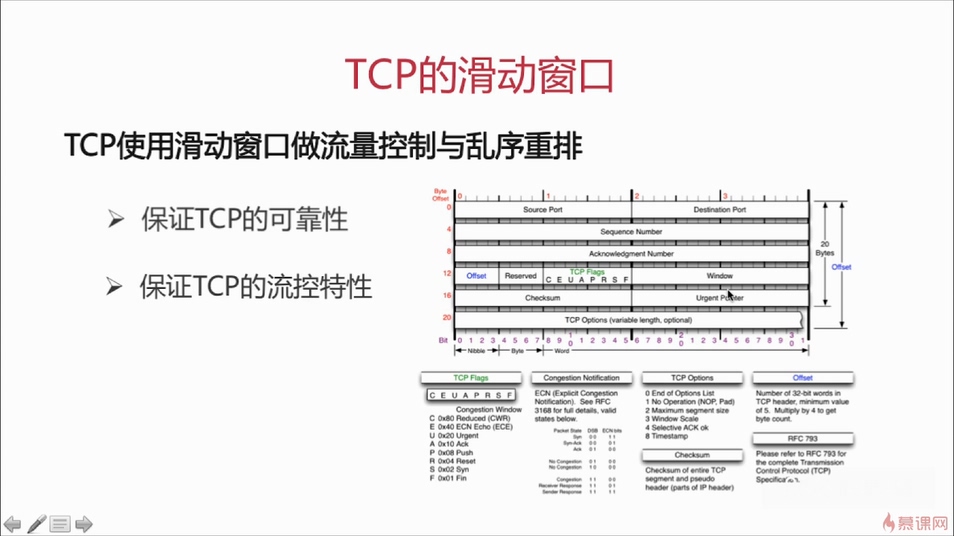 TCP的滑动窗口
TCP使用滑动窗口做流量控制与乱序重排
➢ 保证TCP的可靠性
➢ 保证TCP的流控特性
Byte Offset
0 1 2 3
0 Source Port Destination Port
4 Sequence Number
8 Acknowledgment Number
12 Offset Reserved TCP Flags Window
C E U A P R S F
16 Checksum Urgent Pointer
20 TCP Options (variable length, optional)
20 Bytes
Offset
Bit 0 1 2 3 4 5 6 7 8 9 1 0 1 2 3 4 5 6 7 8 9 2 0 1 2 3 4 5 6 7 8 9 3 0 1
Nibble Byte Word
TCP Flags
C E U A P R S F
Congestion Window
C 0x80 Reduced (CWR)
E 0x40 ECN Echo (ECE)
U 0x20 Urgent
A 0x10 Ack
P 0x08 Push
R 0x04 Reset
S 0x02 Syn
F 0x01 Fin
Congestion Notification
ECN (Explicit Congestion
Notification). See RFC
3168 for full details, valid
states below.
Packet State DSB ECN bits
Syn 0 0 1 1
Syn-Ack 0 0 0 1
Ack 0 1 0 0
No Congestion 0 1 0 0
No Congestion 1 0 0 0
Congestion 1 1 0 0
Receiver Response 1 1 0 1
Sender Response 1 1 1 1
TCP Options
0 End of Options List
1 No Operation (NOP, Pad)
2 Maximum segment size
3 Window Scale
4 Selective ACK ok
8 Timestamp
Checksum
Checksum of entire TCP
segment and pseudo
header (parts of IP header)
Offset
Number of 32-bit words in
TCP header, minimum value
of 5. Multiply by 4 to get
byte count.
RFC 793
Please refer to RFC 793 for
the complete Transmission
Control Protocol (TCP)
慕课网